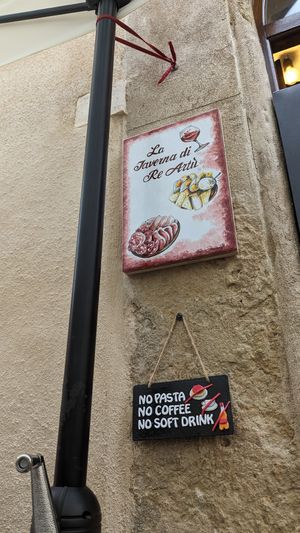 La
Taverna di
Re Artù
NO PASTA
NO COFFEE
NO SOFT DRINK